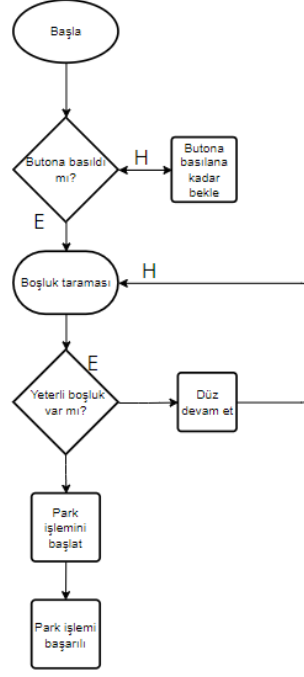 Başla
Butona basıldı
mı?
H
Butona
basılana
kadar
bekle
E
Boşluk taraması
H
E
Yeterli boşluk
var mı?
Düz
devam et
Park
işlemini
başlat
Park işlemi
başarılı